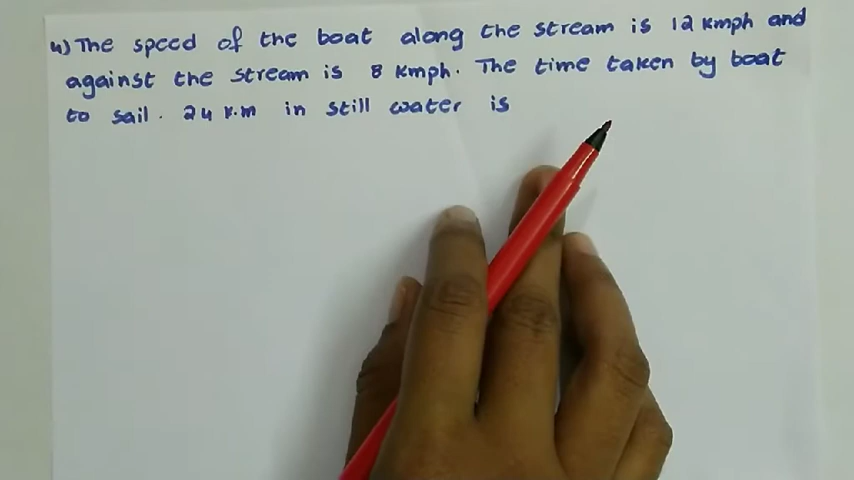 4) The speed of the boat along the stream is 12 kmph and
against the stream is 8 kmph. The time taken by boat
to sail. 24 k.m in still water is